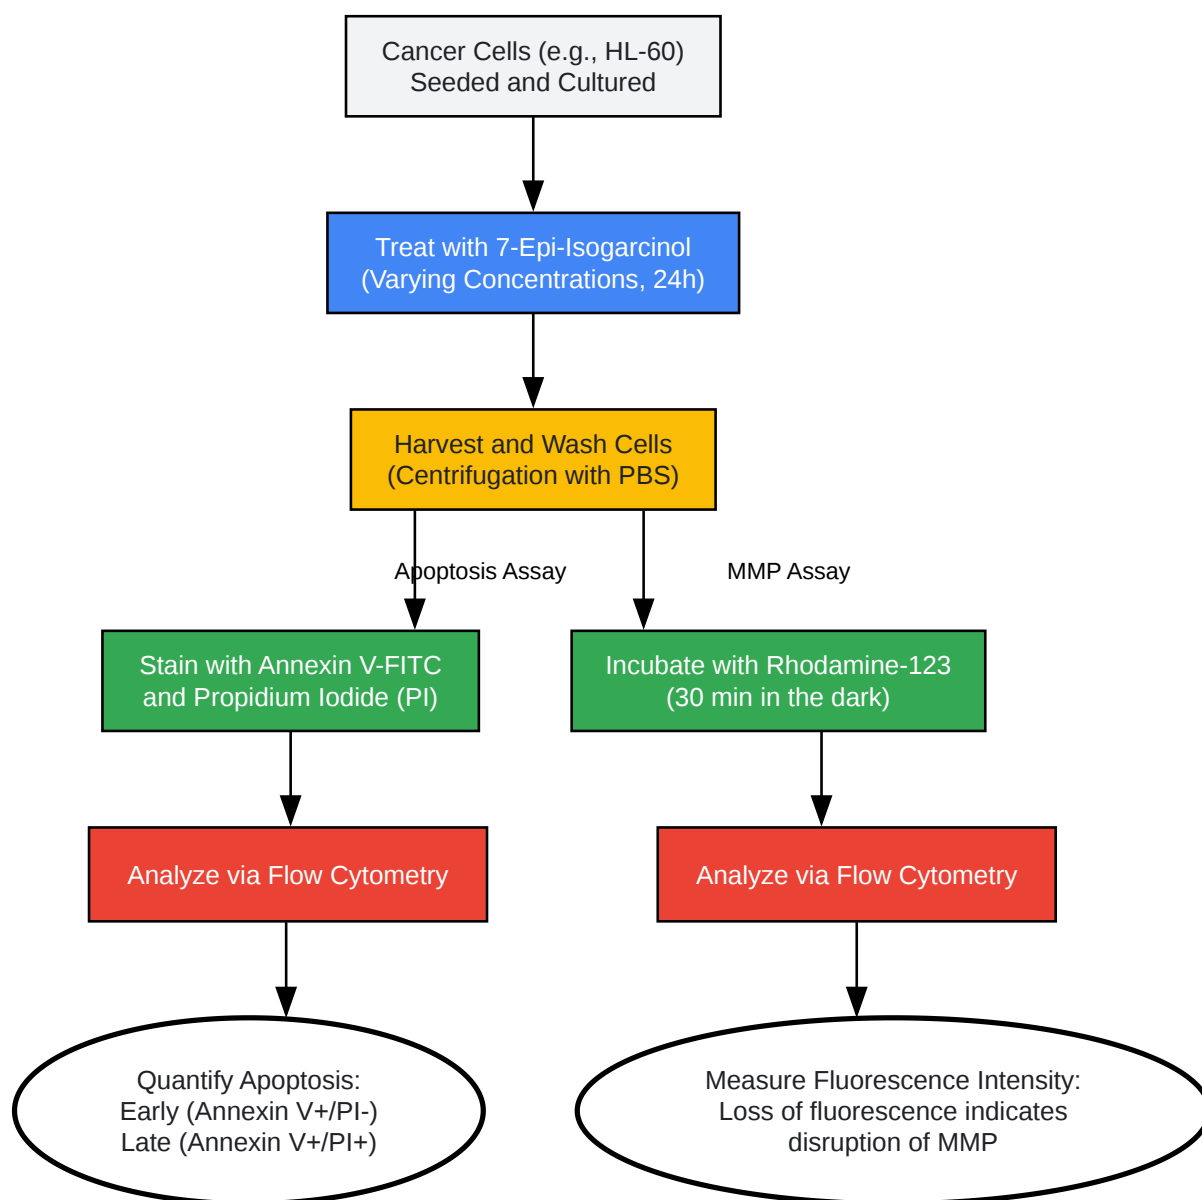 Cancer Cells (e.g., HL-60)
Seeded and Cultured
Treat with 7-Epi-Isogarcinol
(Varying Concentrations, 24h)
Harvest and Wash Cells
(Centrifugation with PBS)
Apoptosis Assay
MMP Assay
Stain with Annexin V-FITC
and Propidium Iodide (PI)
Incubate with Rhodamine-123
(30 min in the dark)
Analyze via Flow Cytometry
Analyze via Flow Cytometry
Quantify Apoptosis:
Early (Annexin V+/PI-)
Late (Annexin V+/PI+)
Measure Fluorescence Intensity:
Loss of fluorescence indicates
disruption of MMP